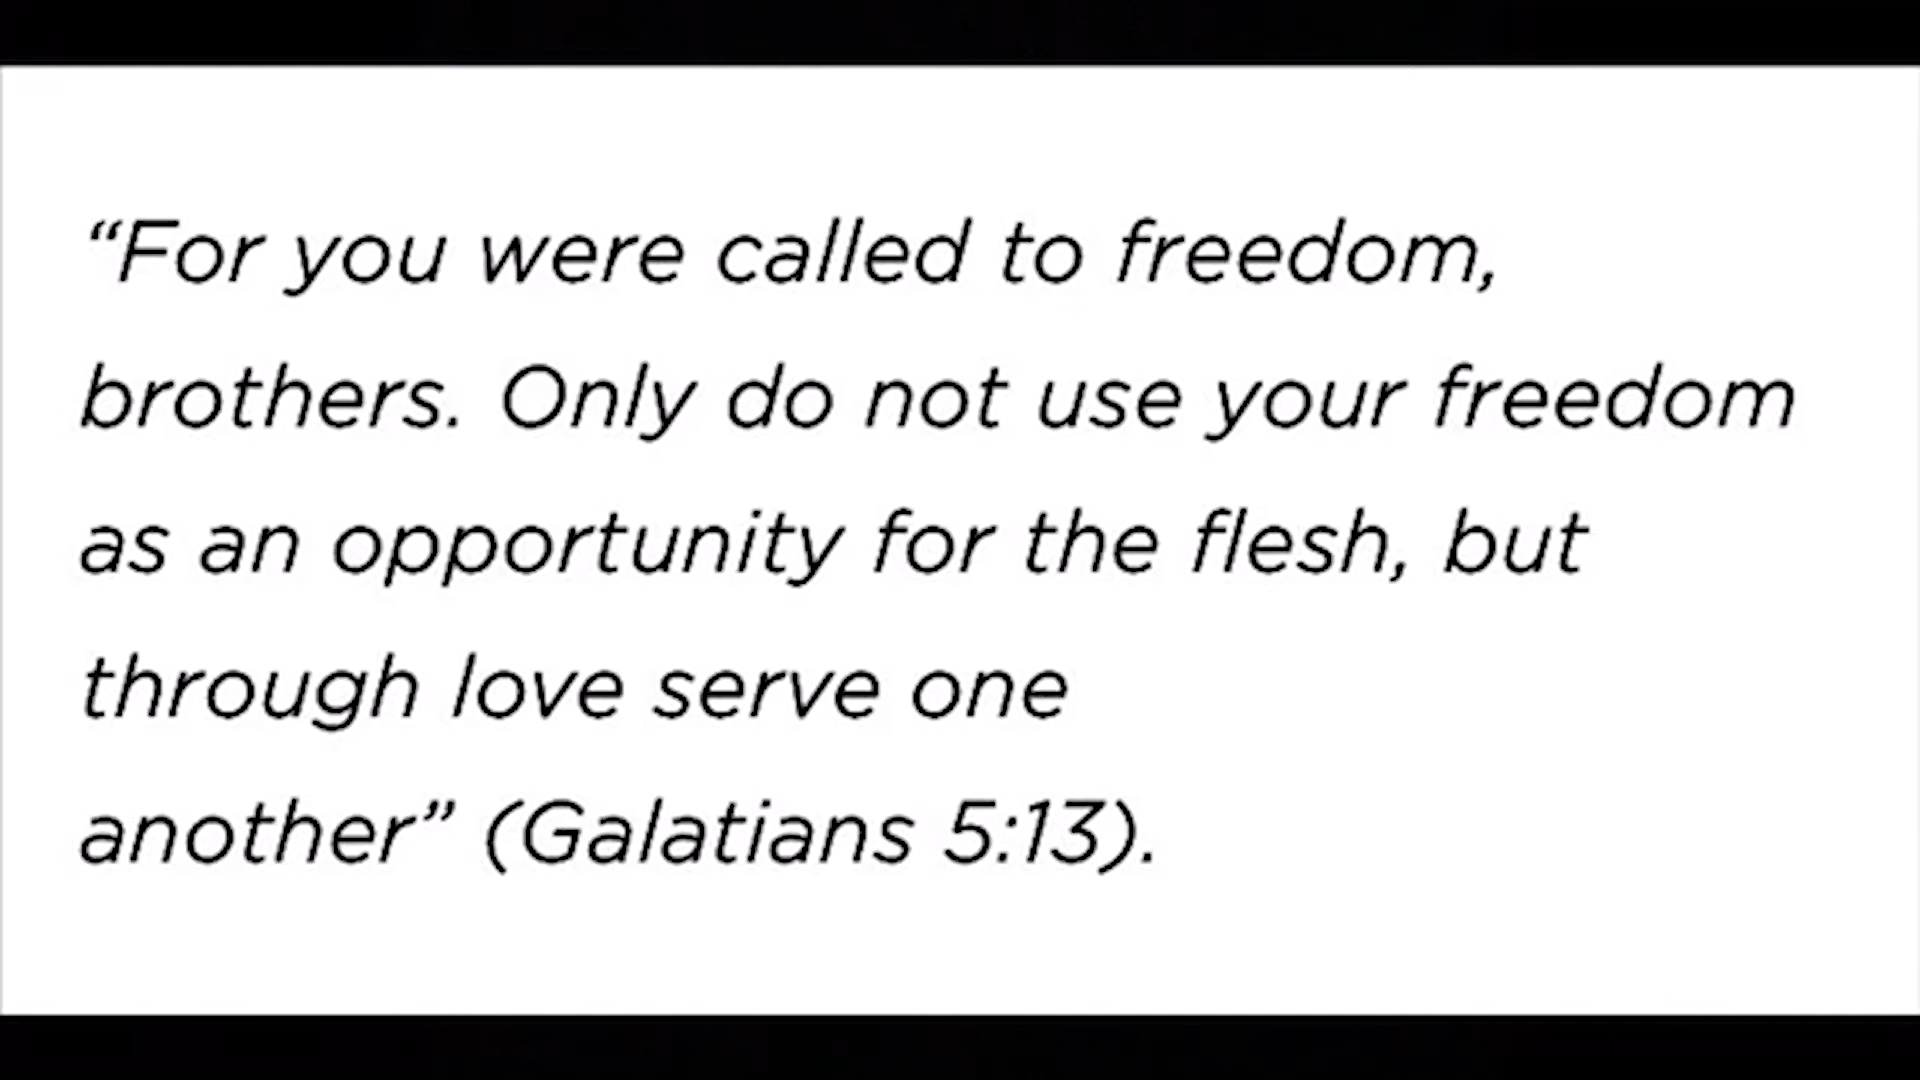 “For you were called to freedom,
brothers. Only do not use your freedom
as an opportunity for the flesh, but
through love serve one
another” (Galatians 5:13).